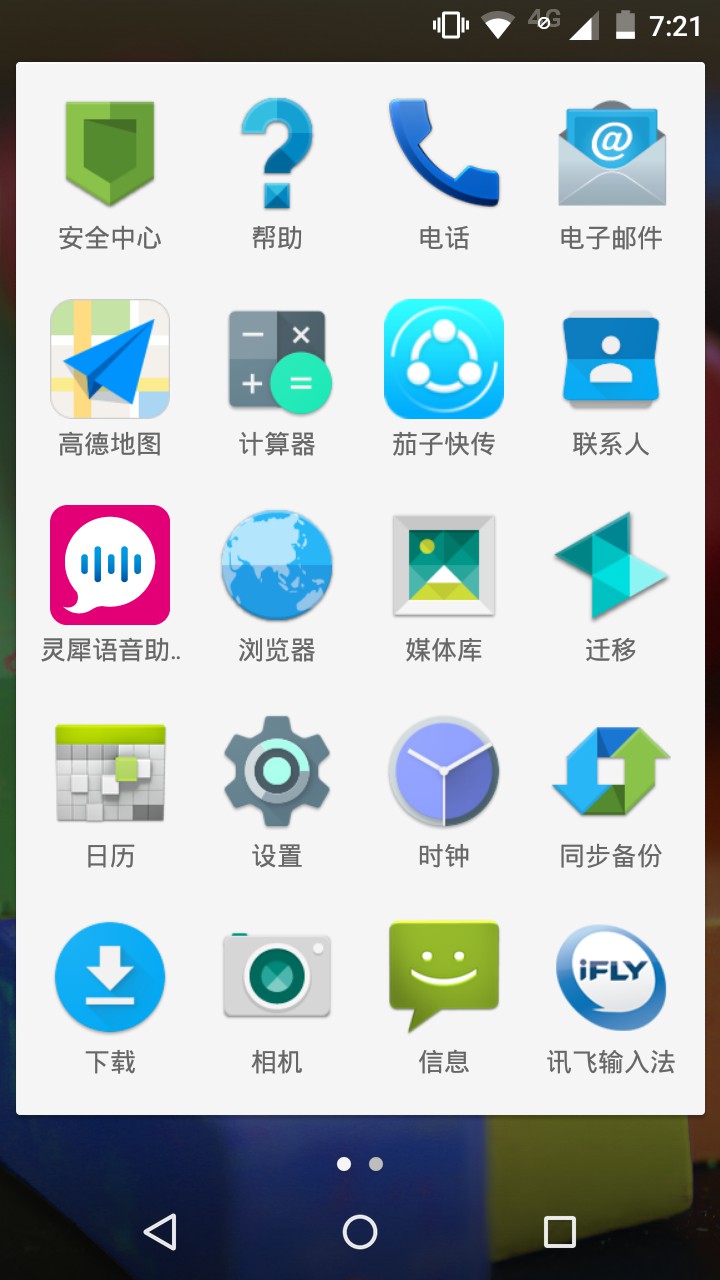 4G 7:21
安全中心 帮助 电话 电子邮件
@
高德地图 计算器 茄子快传 联系人
灵犀语音助.. 浏览器 媒体库 迁移
日历 设置 时钟 同步备份
iFLY
下载 相机 信息 讯飞输入法